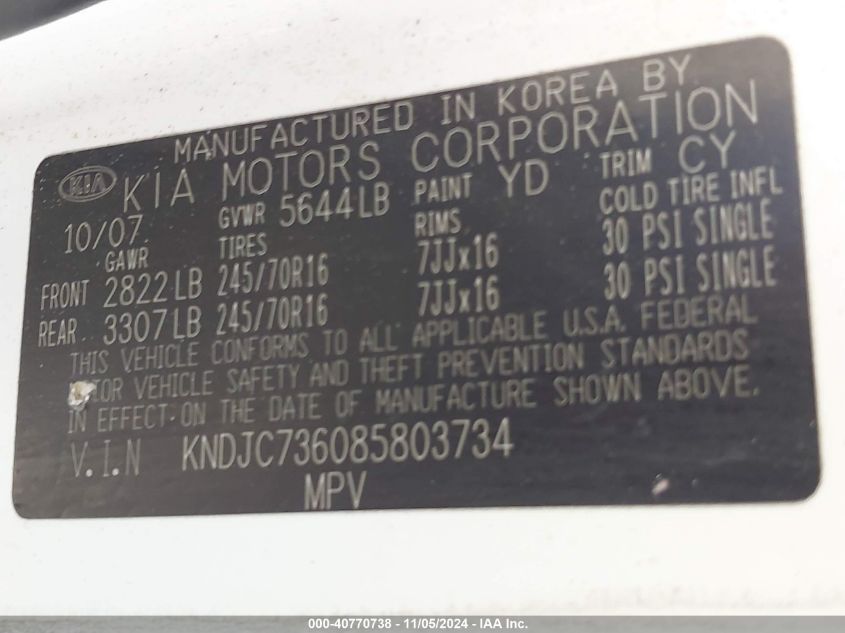 MANUFACTURED IN KOREA BY
KIA KIA MOTORS CORPORATION
10/07 GVWR 5644LB PAINT YD TRIM CY
GAWR TIRES RIMS COLD TIRE INFL
FRONT 2822LB 245/70R16 7JJx16 30 PSI SINGLE
REAR 3307LB 245/70R16 7JJx16 30 PSI SINGLE
THIS VEHICLE CONFORMS TO ALL APPLICABLE U.S.A. FEDERAL
VEHICLE SAFETY AND THEFT PREVENTION STANDARDS
IN EFFECT ON THE DATE OF MANUFACTURE SHOWN ABOVE.
V.I.N KNDJC736085803734
MPV
000-40770738 - 11/05/2024 - IAA Inc.